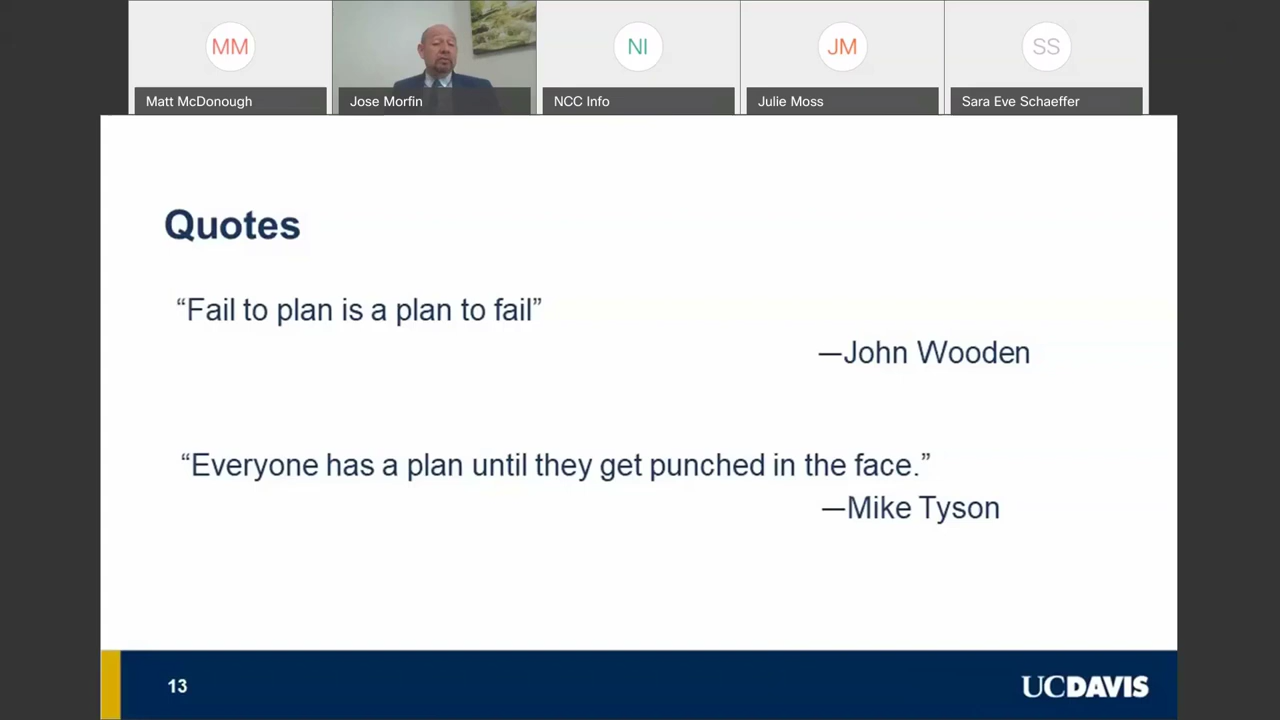 MM
NI
JM
SS
Matt McDonough
Jose Morfin
NCC Info
Julie Moss
Sara Eve Schaeffer
Quotes
“Fail to plan is a plan to fail”
—John Wooden
“Everyone has a plan until they get punched in the face.”
—Mike Tyson
13
UCDAVIS